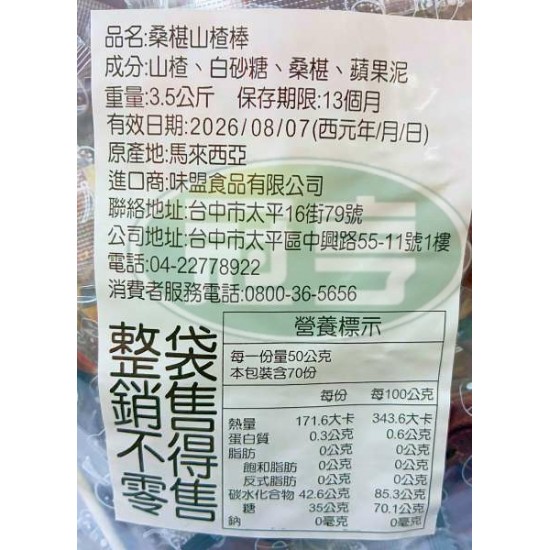 品名:桑椹山楂棒
成分:山楂、白砂糖、桑椹、蘋果泥
重量:3.5公斤 保存期限:13個月
有效日期:2026/08/07(西元年/月/日)
原產地:馬來西亞
進口商:味盟食品有限公司
聯絡地址:台中市太平16街79號
公司地址:台中市太平區中興路55-11號1樓
電話:04-22778922
消費者服務電話:0800-36-5656
整袋銷售不得零售
營養標示
每一份量50公克
本包裝含70份
每份 每100公克
熱量 171.6大卡 343.6大卡
蛋白質 0.3公克 0.6公克
脂肪 0公克 0公克
飽和脂肪 0公克 0公克
反式脂肪 0公克 0公克
碳水化合物 42.6公克 85.3公克
糖 35公克 70.1公克
鈉 0毫克 0毫克